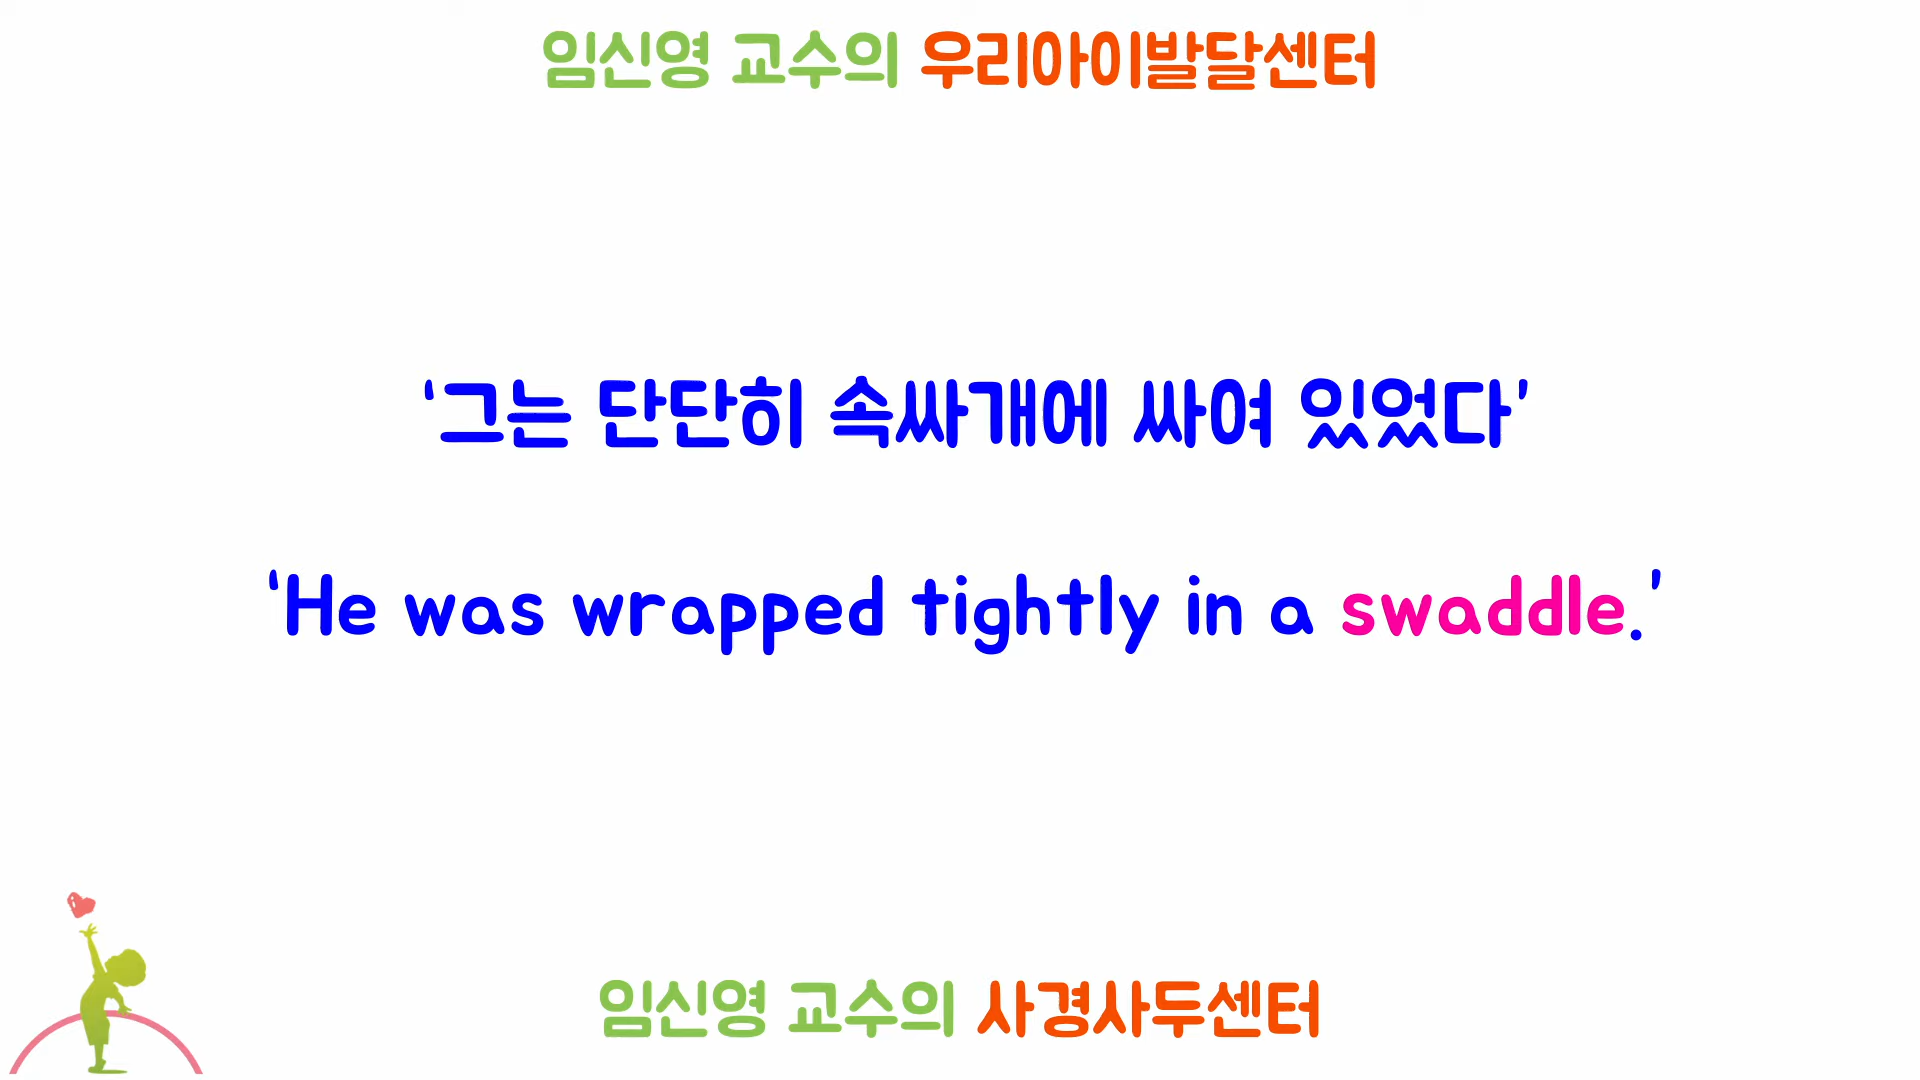 임신영 교수의 우리아이발달센터
‘그는 단단히 속싸개에 싸여 있었다’
‘He was wrapped tightly in a swaddle.’
임신영 교수의 사경사두센터